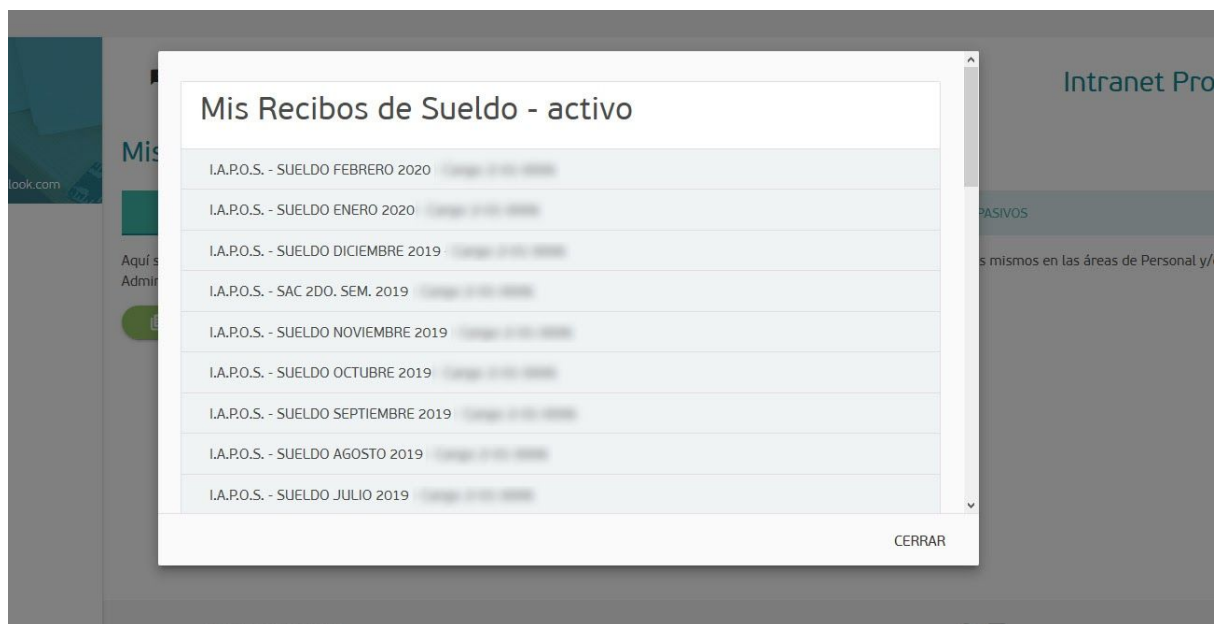 Intranet Pro
Mis Recibos de Sueldo - activo
Mis
I.A.P.O.S. - SUELDO FEBRERO 2020
look.com
I.A.P.O.S. - SUELDO ENERO 2020
PASIVOS
I.A.P.O.S. - SUELDO DICIEMBRE 2019
Aquí s
s mismos en las áreas de Personal y/
Admin
I.A.P.O.S. - SAC 2DO. SEM. 2019
I.A.P.O.S. - SUELDO NOVIEMBRE 2019
I.A.P.O.S. - SUELDO OCTUBRE 2019
I.A.P.O.S. - SUELDO SEPTIEMBRE 2019
I.A.P.O.S. - SUELDO AGOSTO 2019
I.A.P.O.S. - SUELDO JULIO 2019
CERRAR